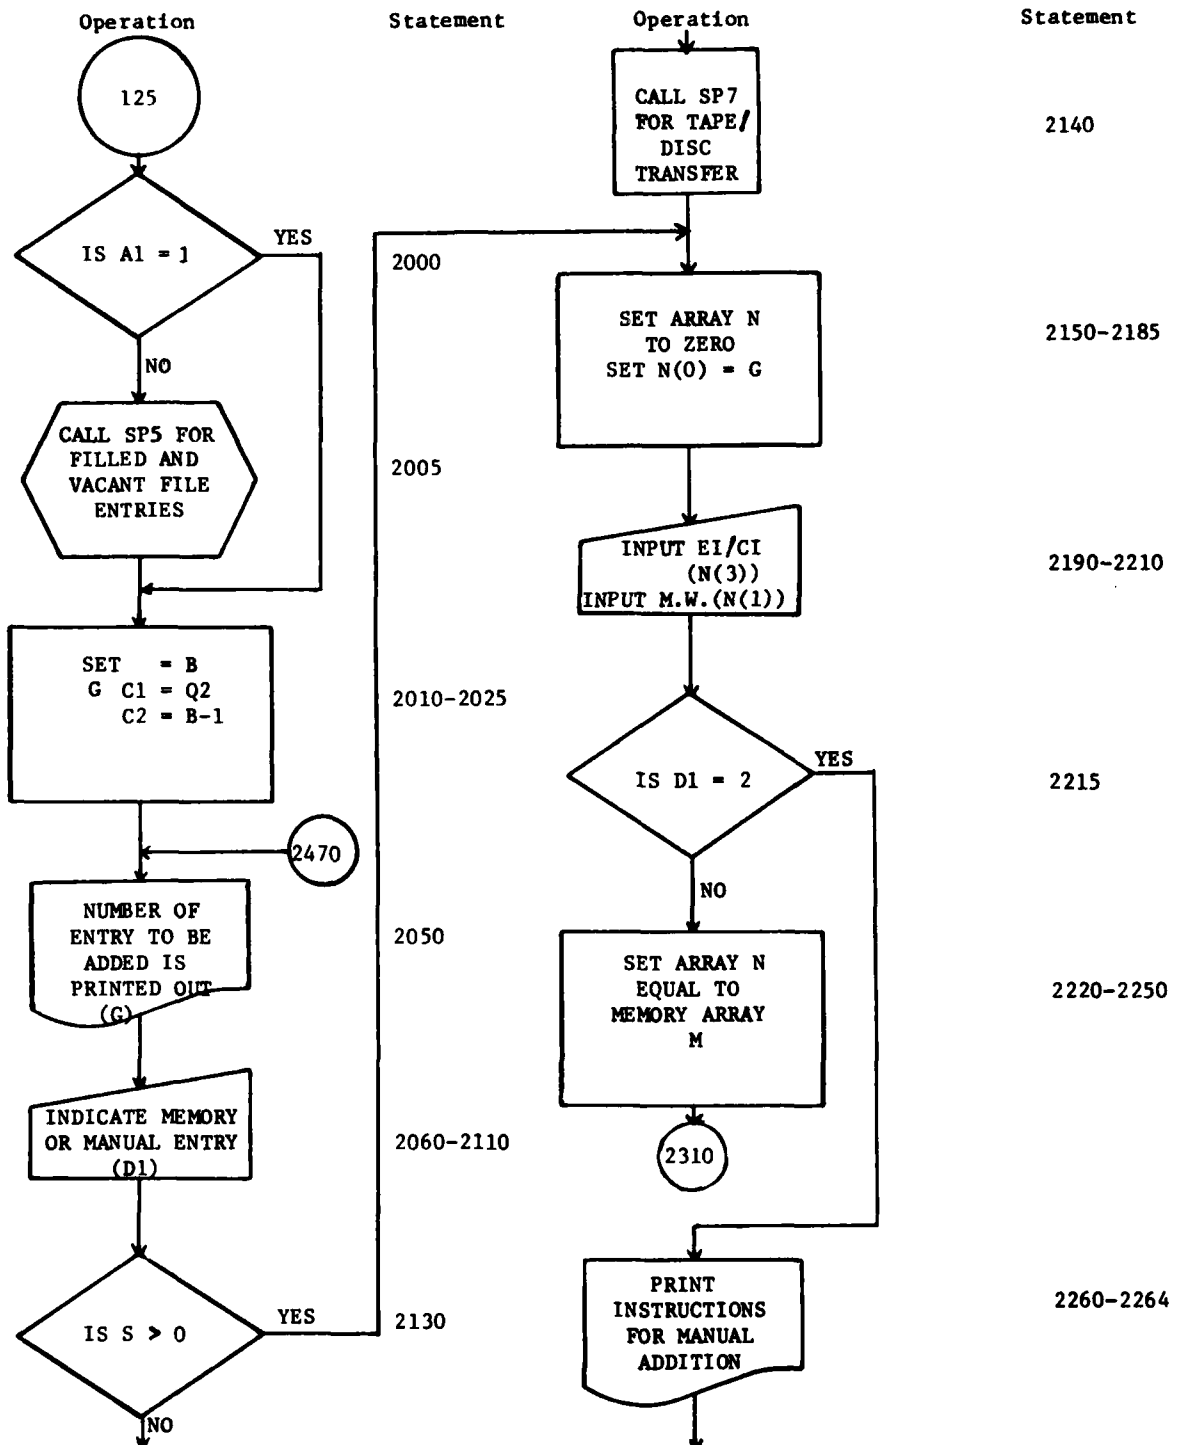 Operation
Statement
125
IS A1 = 1
YES
2000
NO
CALL SP5 FOR
FILLED AND
VACANT FILE
ENTRIES
2005
SET   = B
G C1 = Q2
C2 = B-1
2010-2025
2470
NUMBER OF
ENTRY TO BE
ADDED IS
PRINTED OUT
(G)
2050
INDICATE MEMORY
OR MANUAL ENTRY
(D1)
2060-2110
IS S > 0
YES
2130
NO
Operation
Statement
CALL SP7
FOR TAPE/
DISC
TRANSFER
2140
SET ARRAY N
TO ZERO
SET N(0) = G
2150-2185
INPUT EI/CI
(N(3))
INPUT M.W.(N(1))
2190-2210
IS D1 = 2
YES
2215
NO
SET ARRAY N
EQUAL TO
MEMORY ARRAY
M
2220-2250
2310
PRINT
INSTRUCTIONS
FOR MANUAL
ADDITION
2260-2264